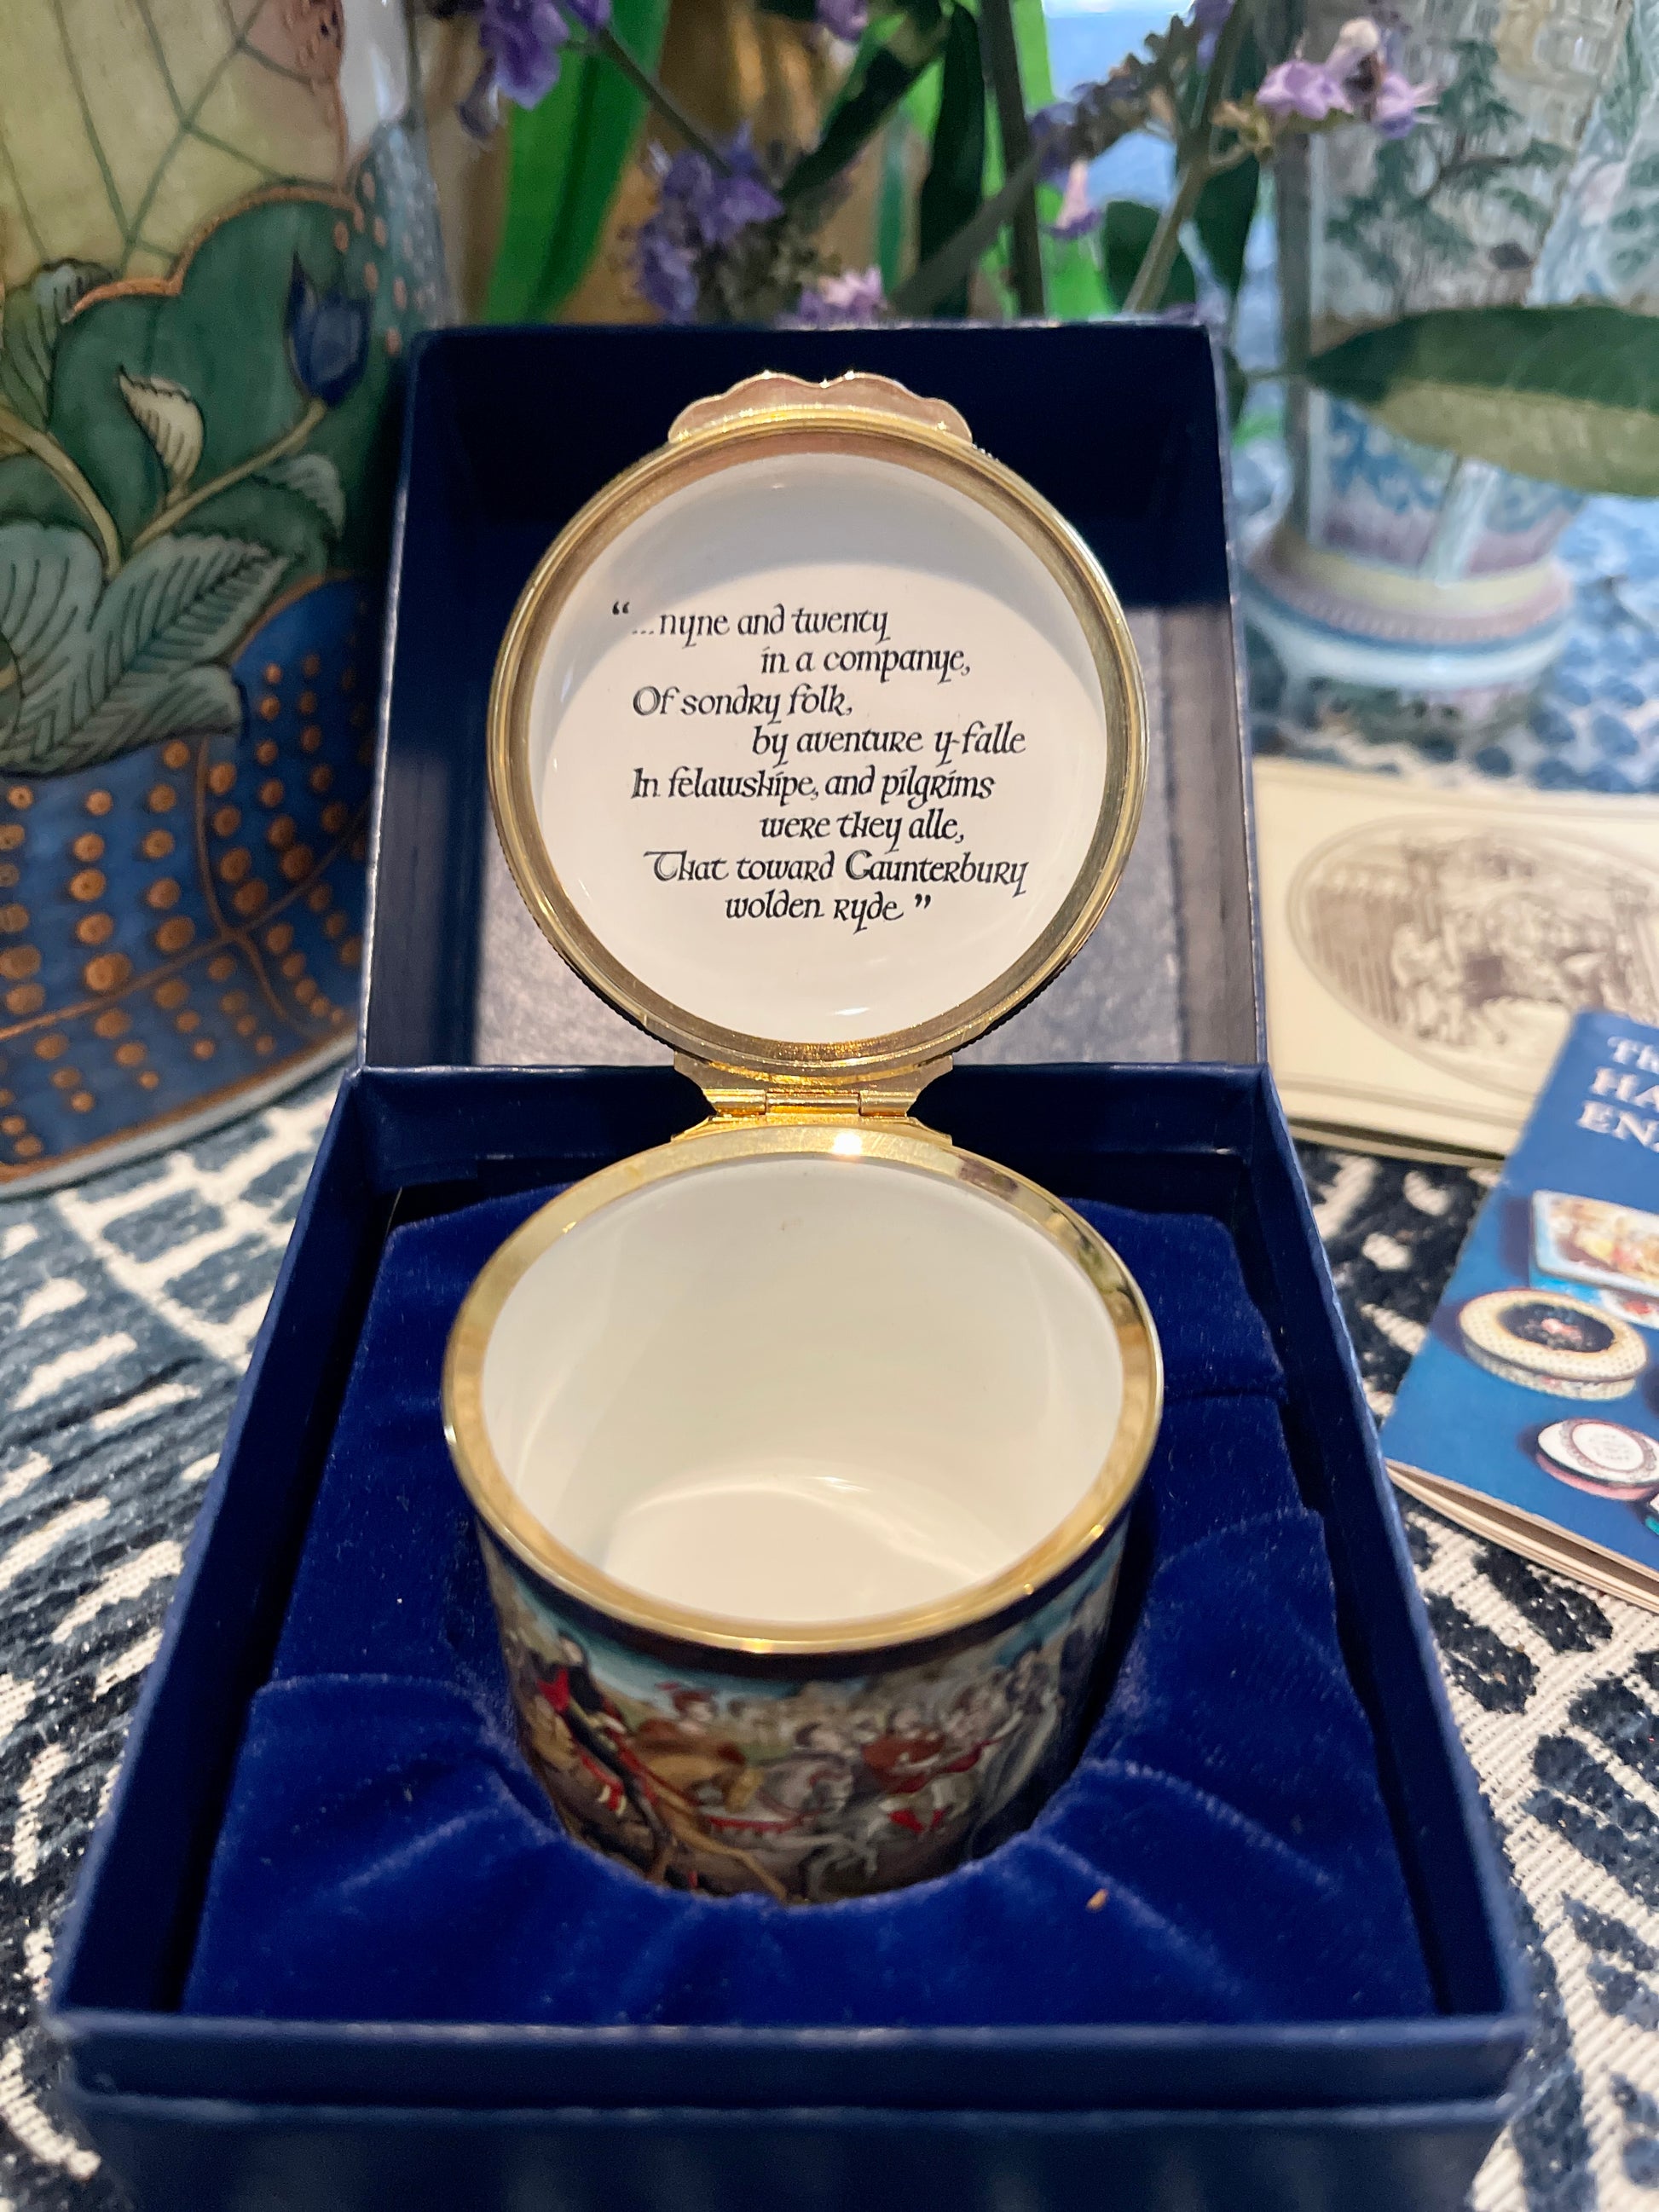 “...nyne and twenty
in a companye,
Of sondry folk,
by aventure y-falle
In felawshipe, and pilgrims
were they alle,
That toward Caunterbury
wolden ryde ”